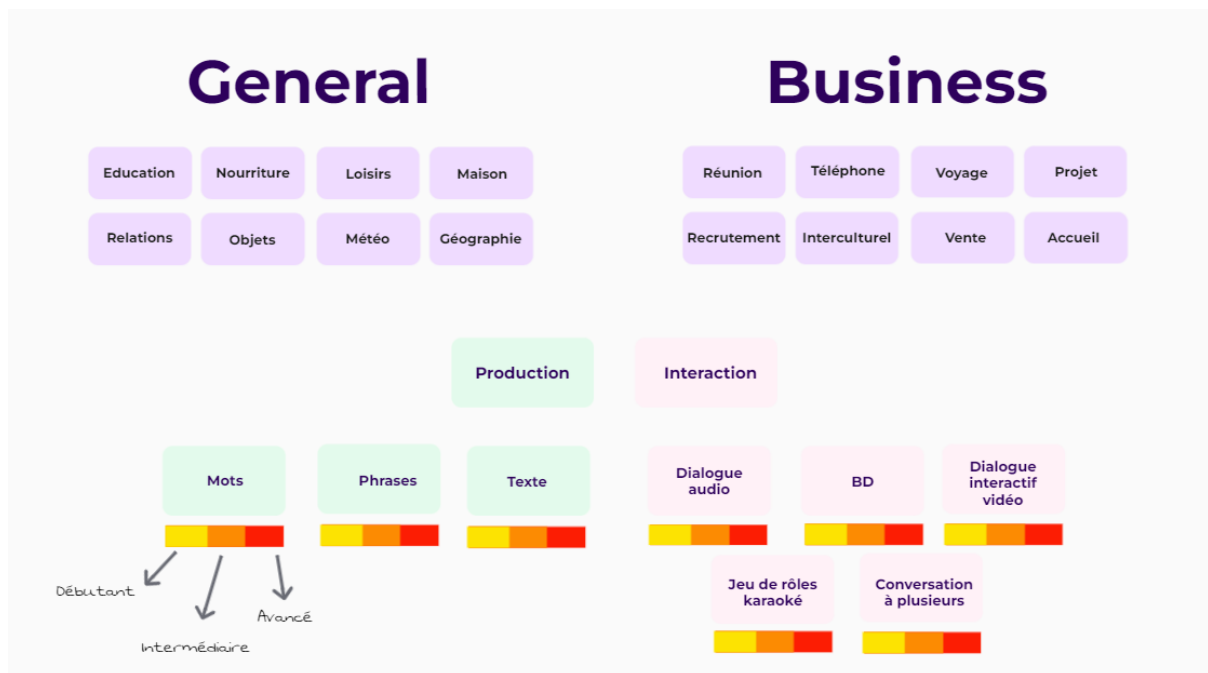 General
Business
Education
Nourriture
Loisirs
Maison
Réunion
Téléphone
Voyage
Projet
Relations
Objets
Météo
Géographie
Recrutement
Interculturel
Vente
Accueil
Production
Interaction
Mots
Phrases
Texte
Dialogue
audio
BD
Dialogue
interactif
vidéo
Débutant
Intermédiaire
Avancé
Jeu de rôles
karaoké
Conversation
à plusieurs